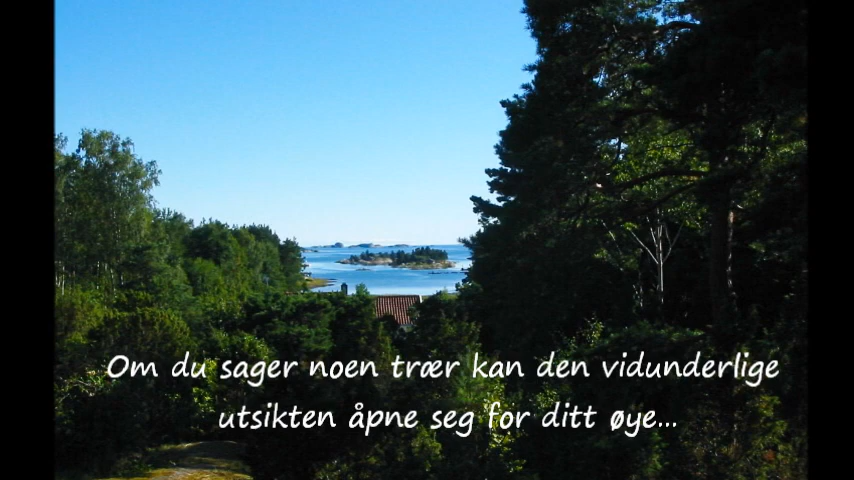 Om du sager noen trær kan den vidunderlige
utsikten åpne seg for ditt øye...